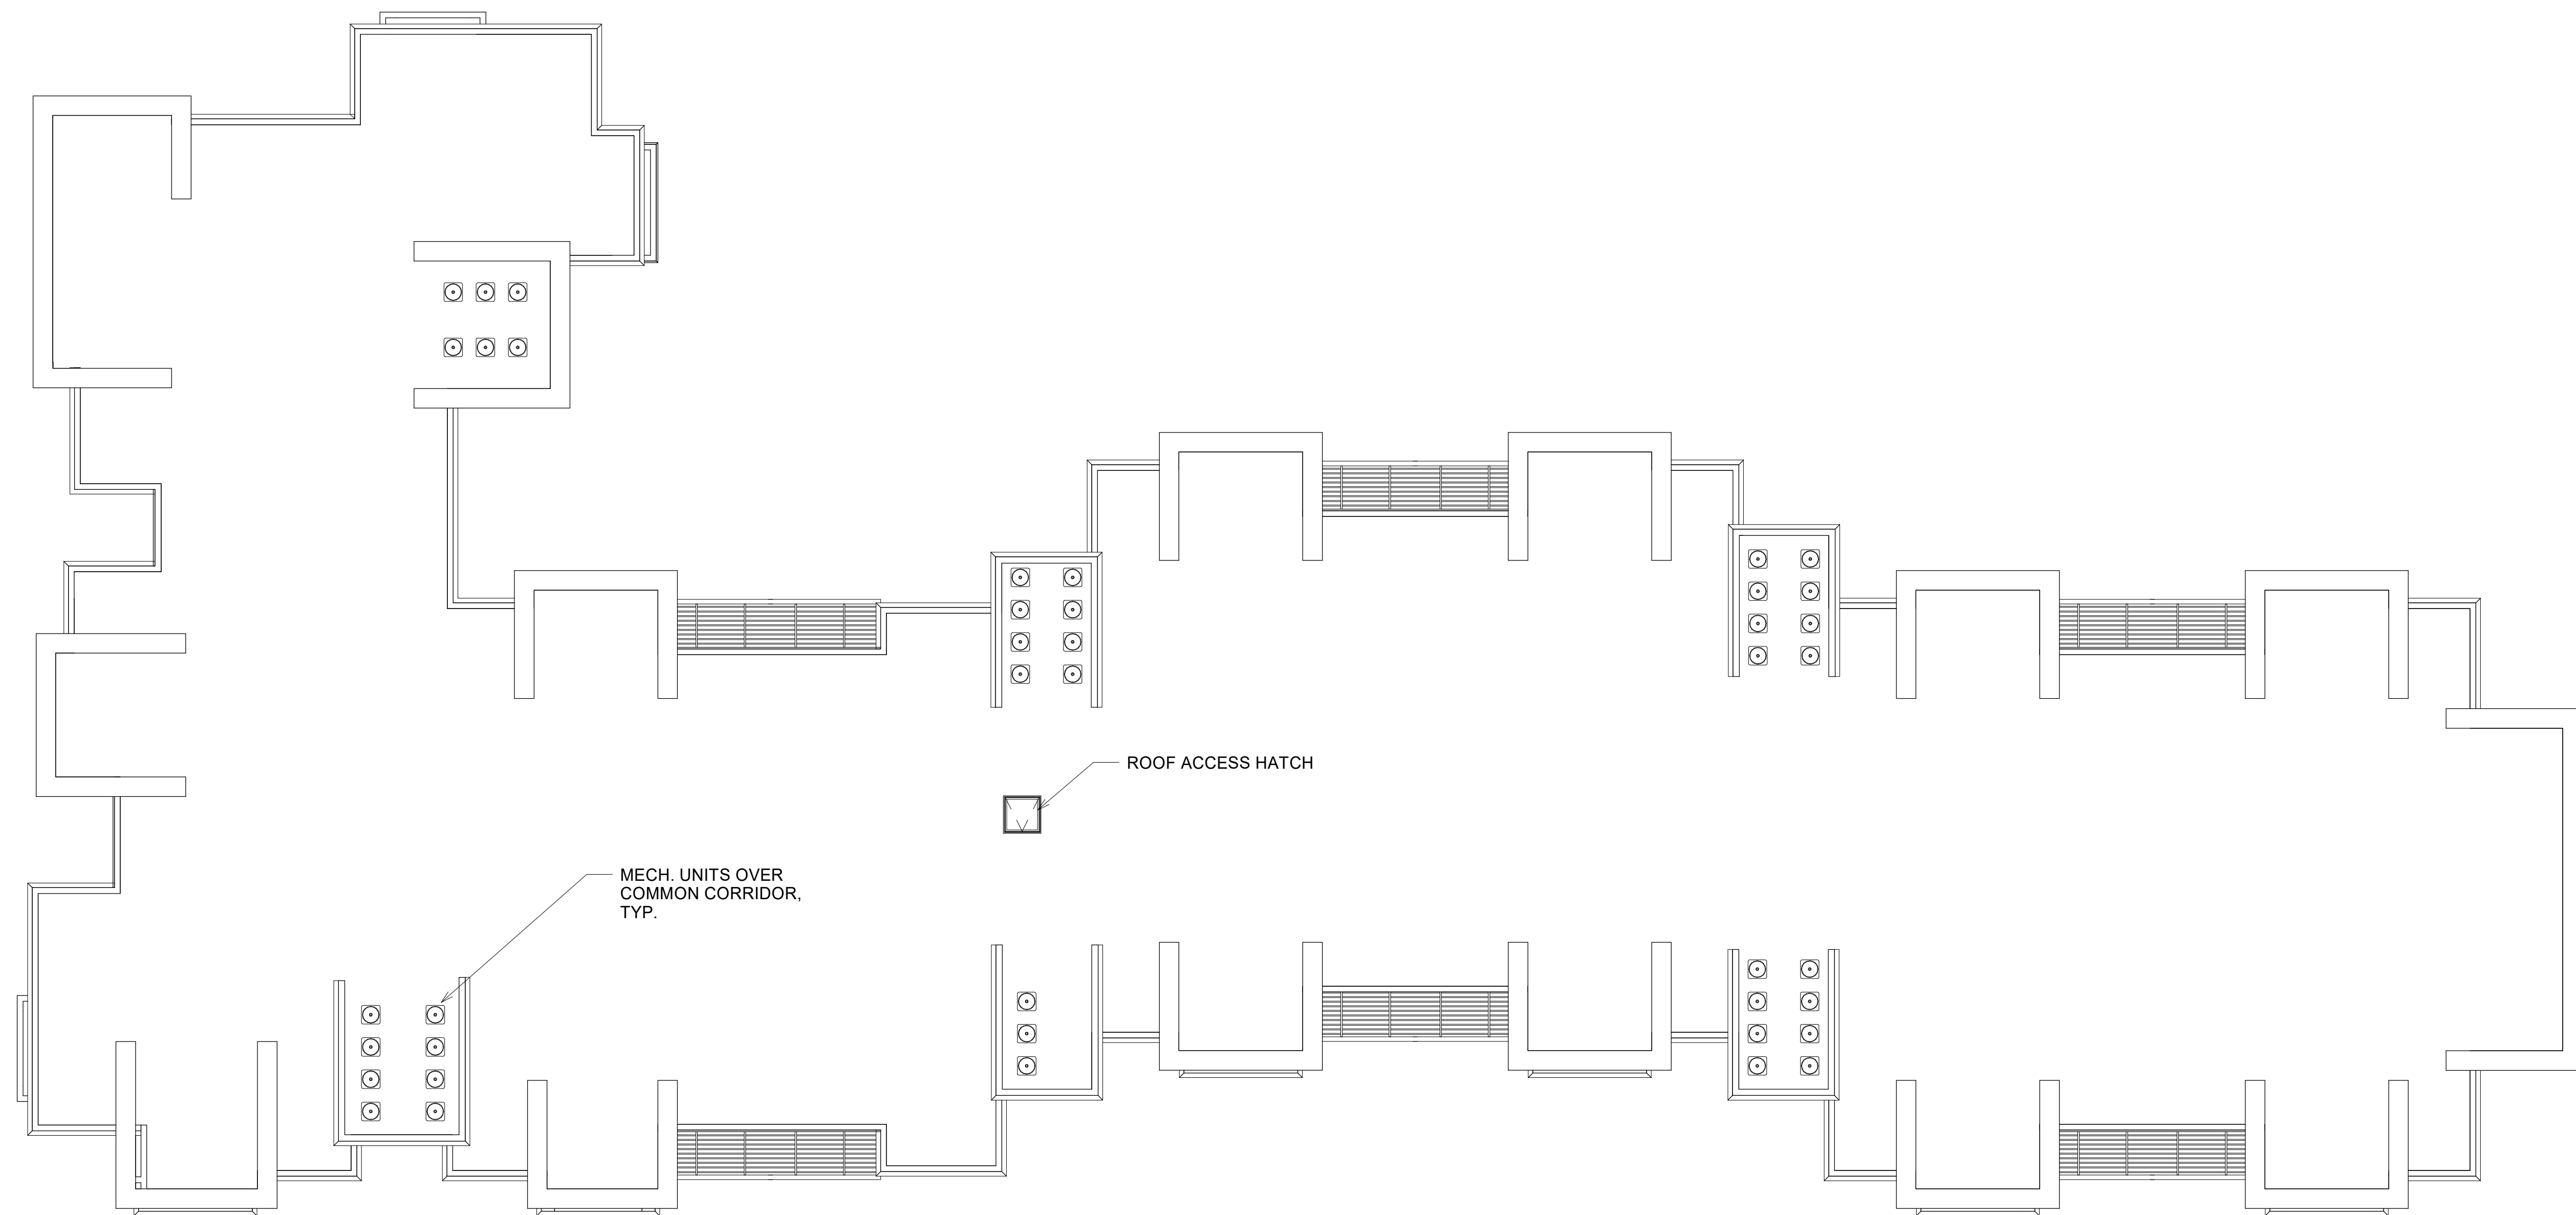 ROOF ACCESS HATCH
MECH. UNITS OVER
COMMON CORRIDOR,
TYP.